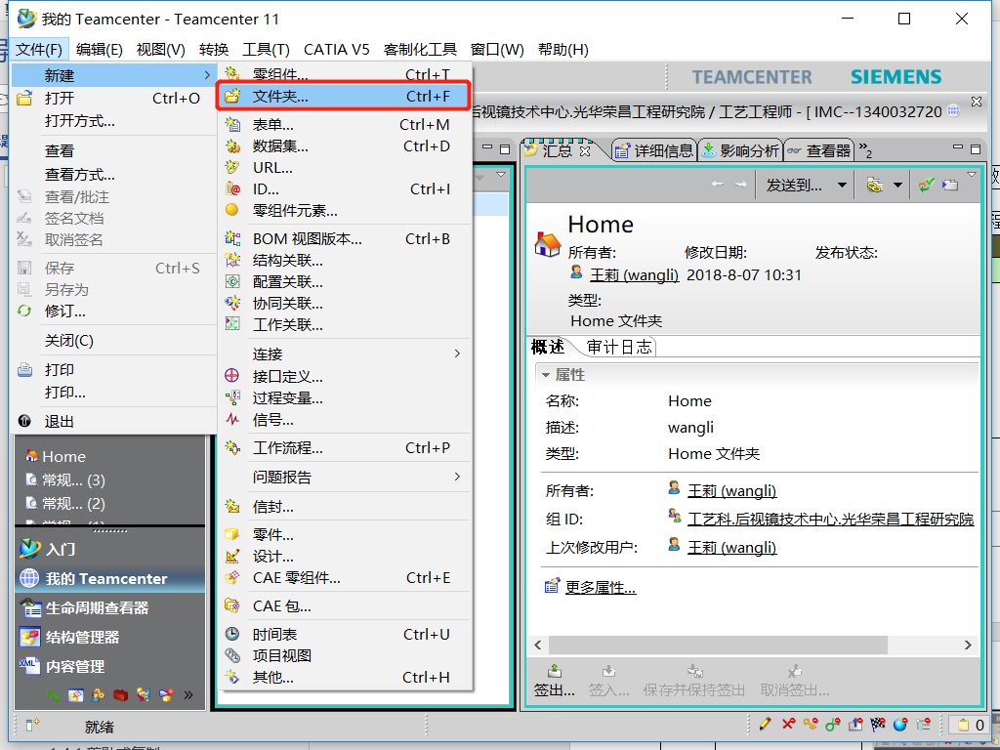 我的 Teamcenter - Teamcenter 11
文件(F) 编辑(E) 视图(V) 转换 工具(T) CATIA V5 客制化工具 窗口(W) 帮助(H)
新建
打开 Ctrl+O
打开方式...
查看
查看方式...
查看/批注
签名文档
取消签名
保存 Ctrl+S
另存为
修订...
关闭(C)
打印
打印...
退出
零组件... Ctrl+T
文件夹... Ctrl+F
表单... Ctrl+M
数据集... Ctrl+D
URL...
ID... Ctrl+I
零组件元素...
BOM 视图版本... Ctrl+B
结构关联...
配置关联...
协同关联...
工作关联...
连接
接口定义...
过程变量...
信号...
工作流程... Ctrl+P
问题报告
信封...
零件...
设计...
CAE 零组件... Ctrl+E
CAE 包...
时间表 Ctrl+U
项目视图
其他... Ctrl+H
TEAMCENTER SIEMENS
后视镜技术中心.光华荣昌工程研究院 / 工艺工程师 - [ IMC--1340032720
汇总 详细信息 影响分析 查看器 »2
发送到...
Home
所有者: 修改日期: 发布状态:
王莉 (wangli) 2018-8-07 10:31
类型:
Home 文件夹
概述 审计日志
属性
名称: Home
描述: wangli
类型: Home 文件夹
所有者: 王莉 (wangli)
组 ID: 工艺科.后视镜技术中心.光华荣昌工程研究院
上次修改用户: 王莉 (wangli)
更多属性...
签出... 签入... 保存并保持签出 取消签出...
Home
常规... (3)
常规... (2)
入门
我的 Teamcenter
生命周期查看器
结构管理器
XML 内容管理
»
就绪
0